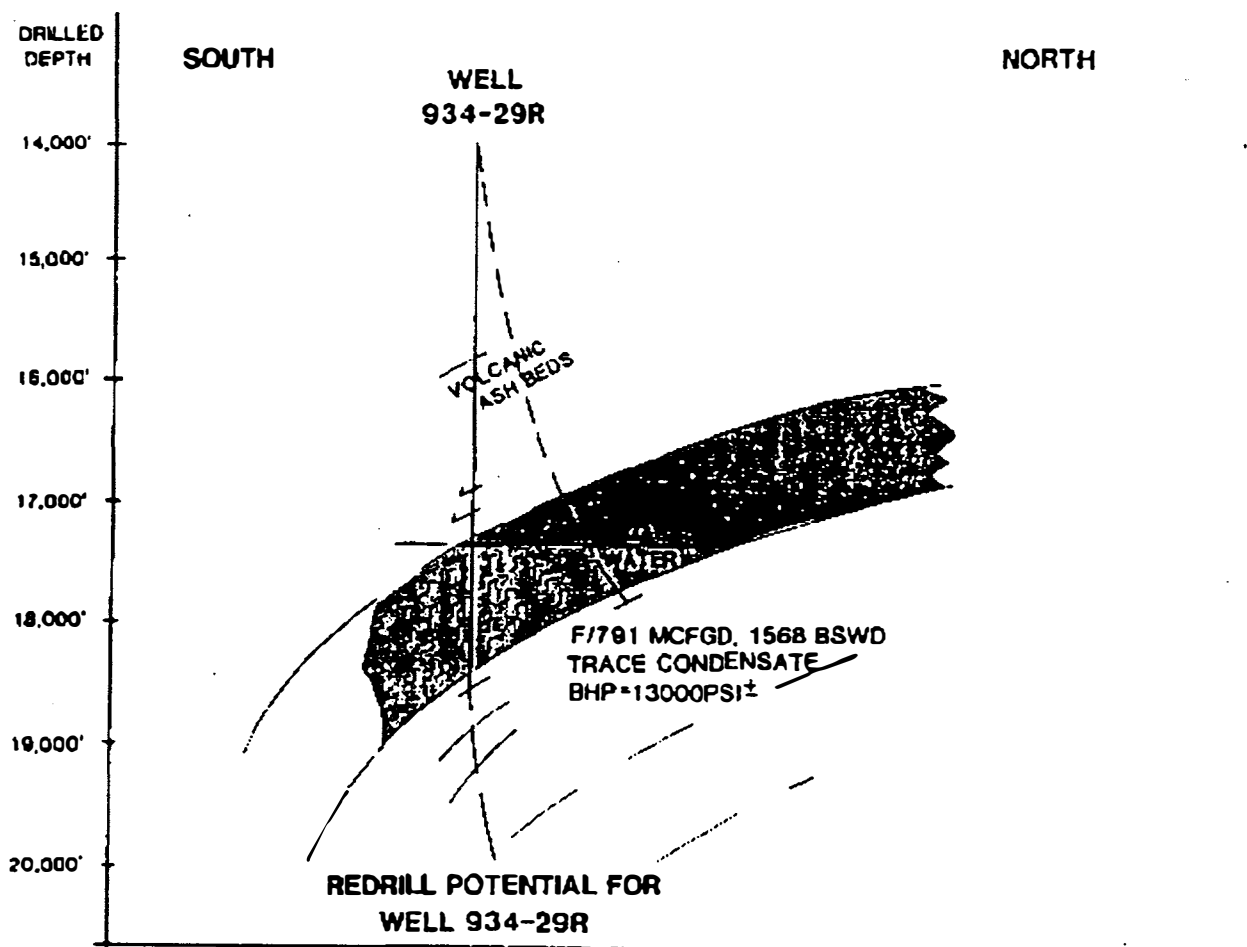 DRILLED
DEPTH
SOUTH
NORTH
WELL
934-29R
14,000'
15,000'
VOLCANIC
ASH BEDS
16,000'
17,000'
WATER
18,000'
F/791 MCFGD, 1568 BSWD
TRACE CONDENSATE
BHP=13000PSI±
19,000'
20,000'
REDRILL POTENTIAL FOR
WELL 934-29R